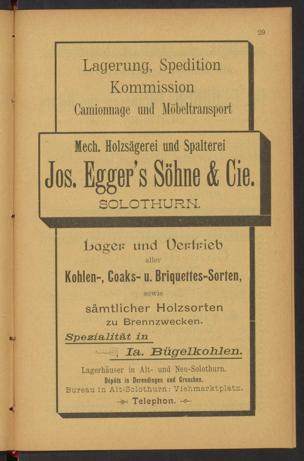 29
Lagerung, Spedition
Kommission
Camionnage und Möbeltransport
Mech. Holzsägerei und Spalterei
Jos. Egger's Söhne & Cie.
SOLOTHURN.
Lager und Vertrieb
aller
Kohlen-, Coaks- u. Briquettes-Sorten,
sowie
sämtlicher Holzsorten
zu Brennzwecken.
Spezialität in
Ia. Bügelkohlen.
Lagerhäuser in Alt- und Neu-Solothurn.
Dépôts in Derendingen und Grenchen.
Bureau in Alt-Solothurn: Viehmarktplatz.
Telephon.